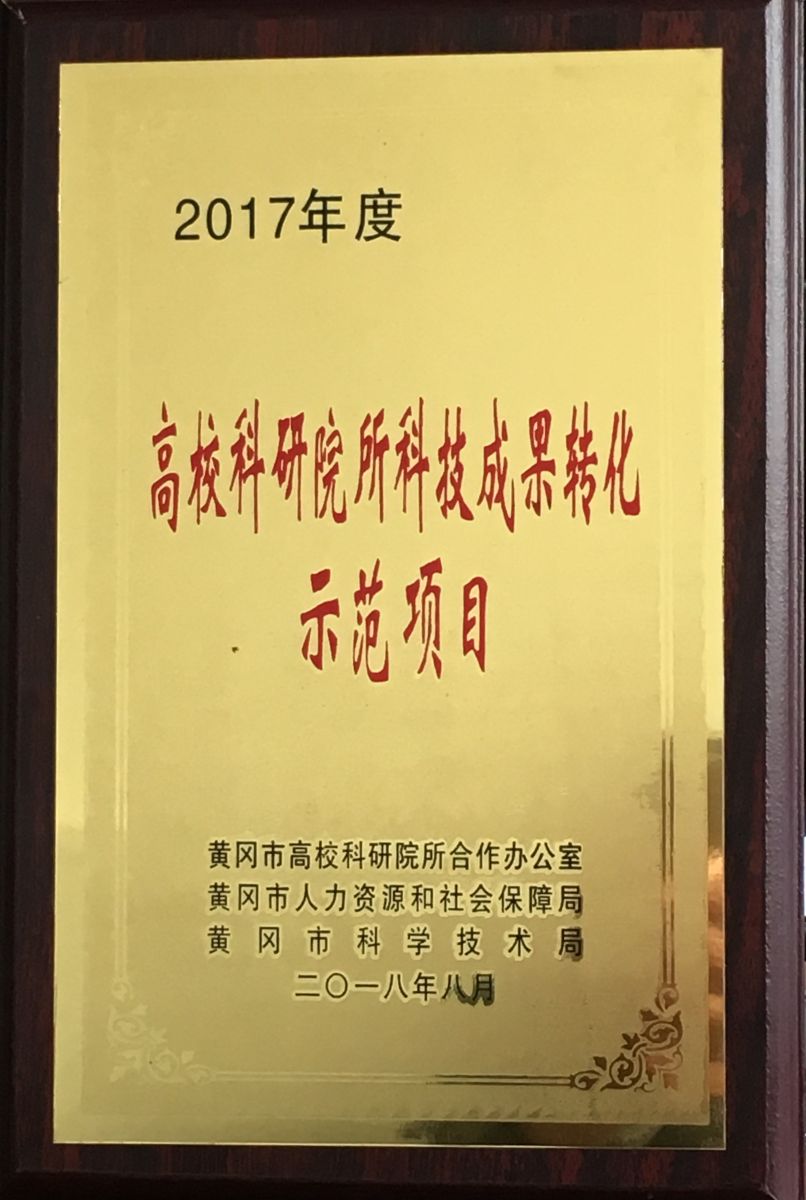 2017年度
高校科研院所科技成果转化
示范项目
黄冈市高校科研院所合作办公室
黄冈市人力资源和社会保障局
黄冈市科学技术局
二〇一八年八月